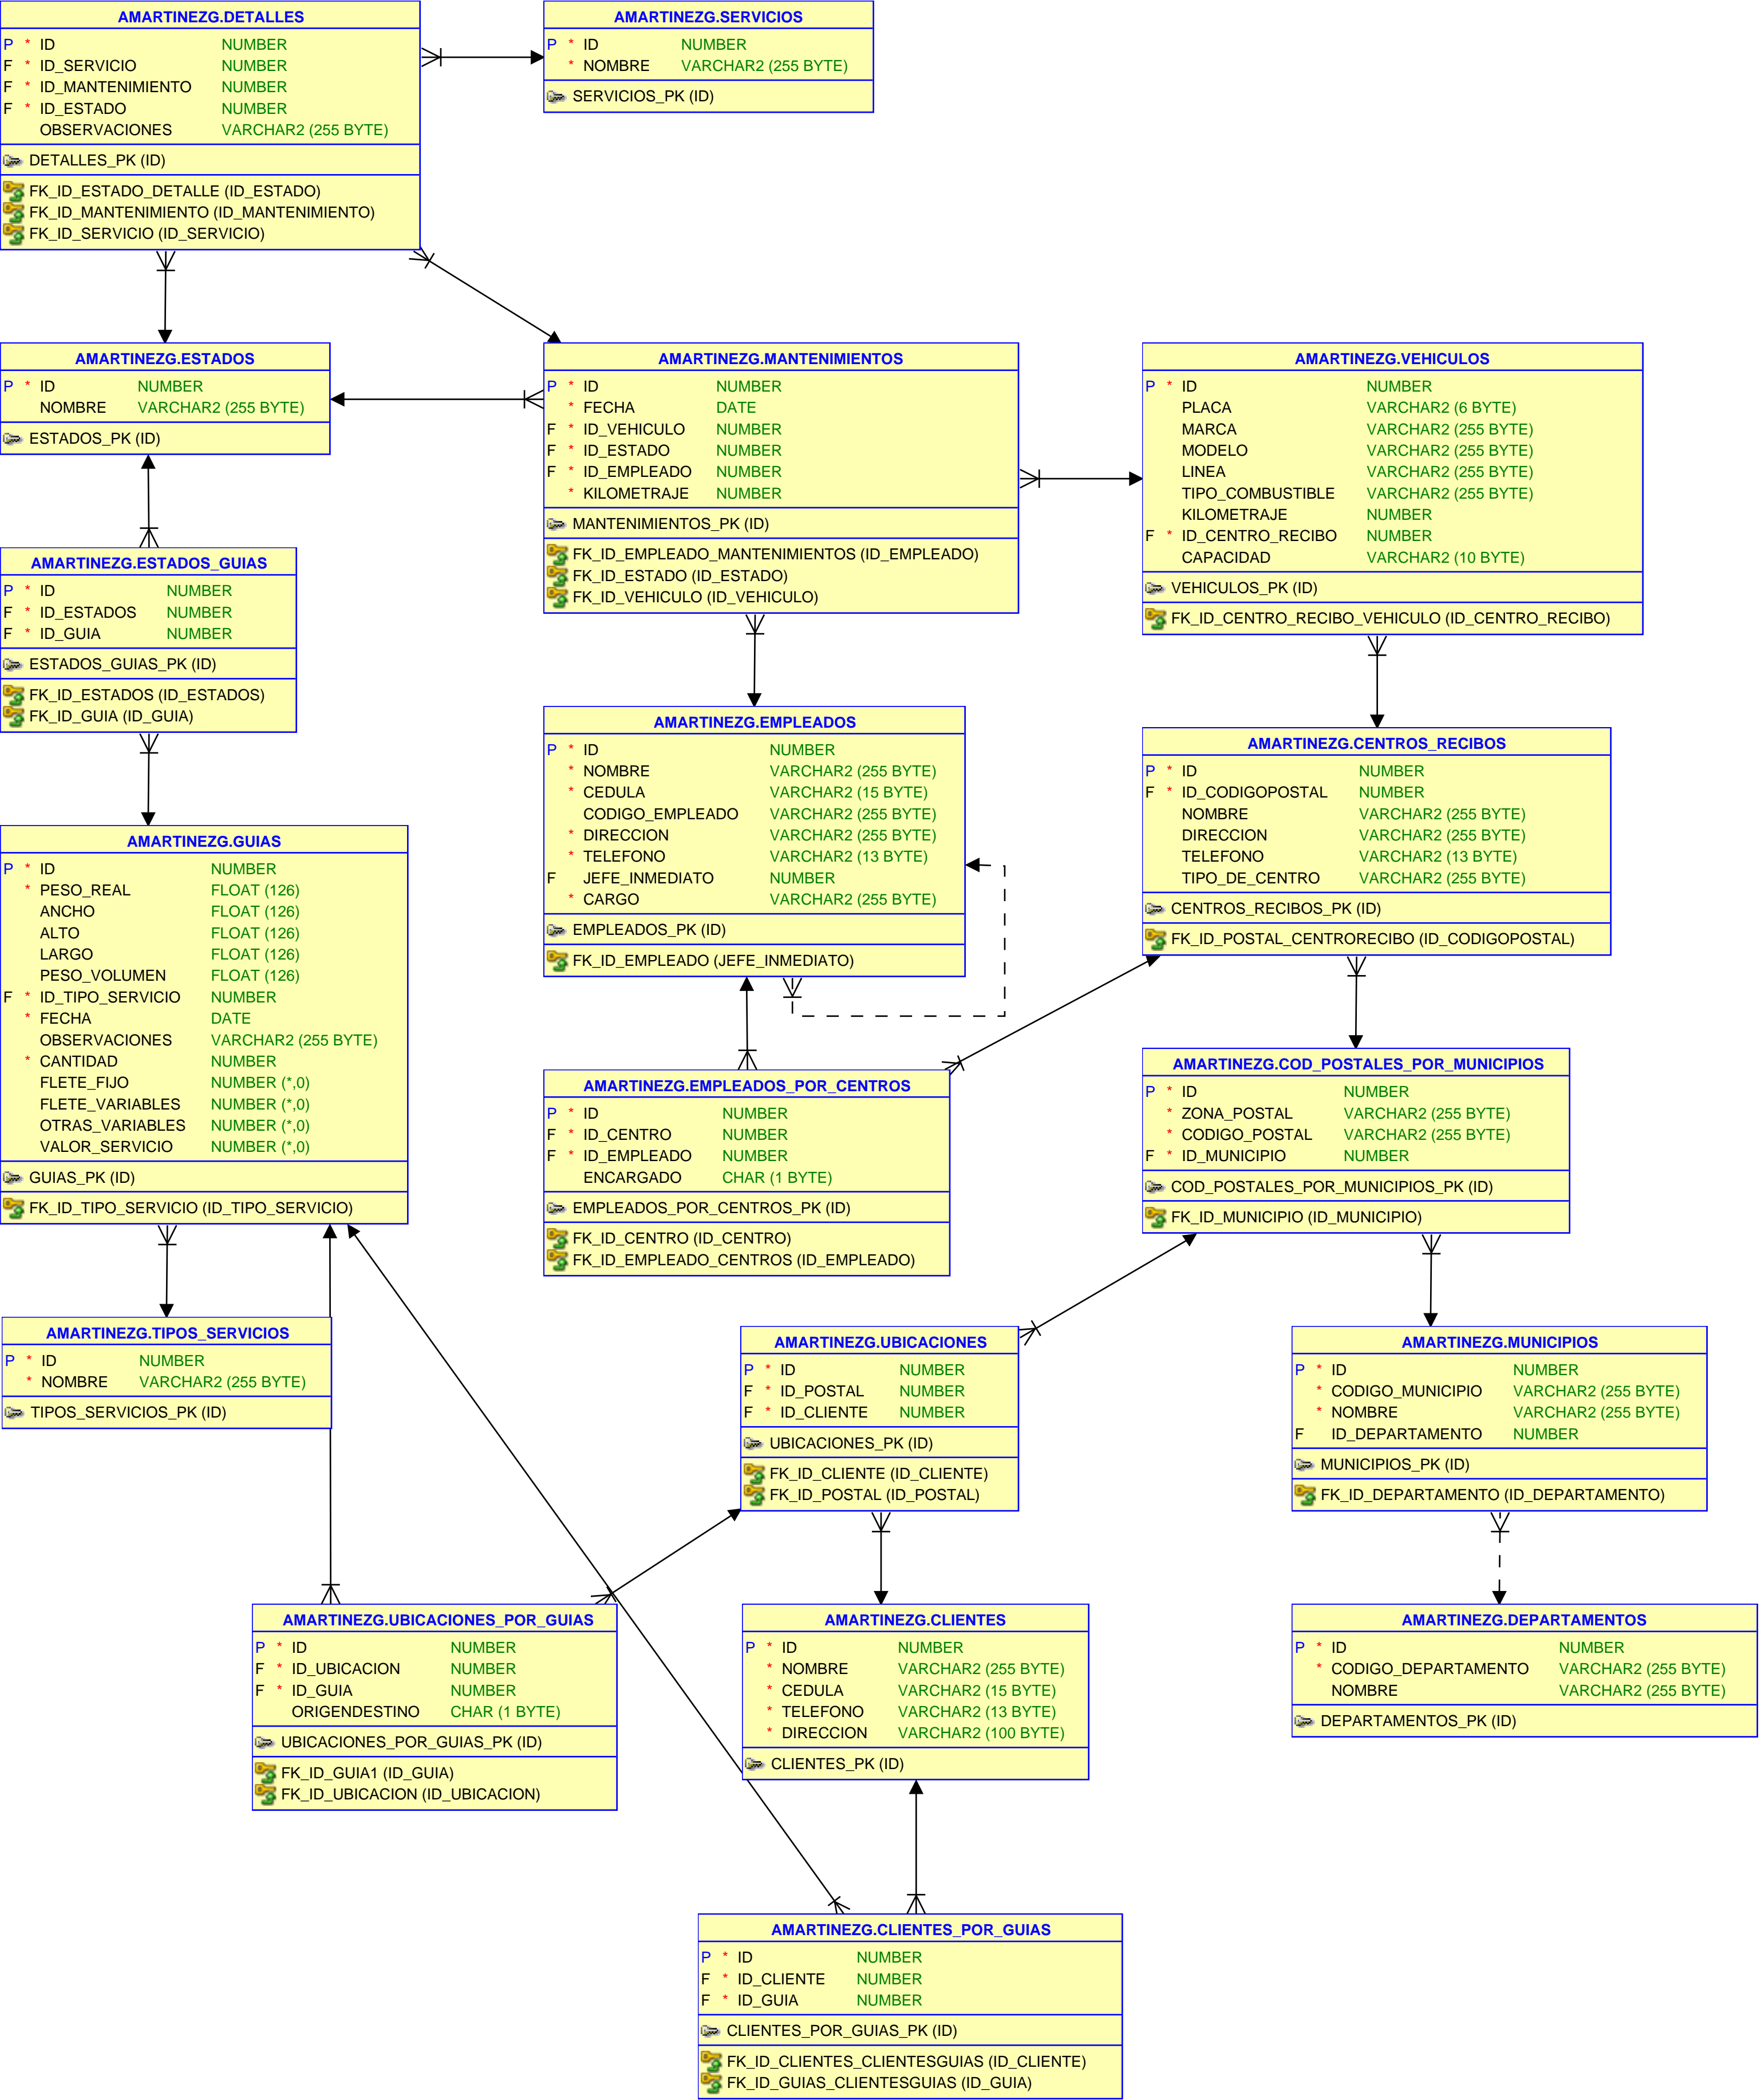 AMARTINEZG.DETALLES
P * ID NUMBER
F * ID_SERVICIO NUMBER
F * ID_MANTENIMIENTO NUMBER
F * ID_ESTADO NUMBER
OBSERVACIONES VARCHAR2 (255 BYTE)
DETALLES_PK (ID)
FK_ID_ESTADO_DETALLE (ID_ESTADO)
FK_ID_MANTENIMIENTO (ID_MANTENIMIENTO)
FK_ID_SERVICIO (ID_SERVICIO)
AMARTINEZG.SERVICIOS
P * ID NUMBER
* NOMBRE VARCHAR2 (255 BYTE)
SERVICIOS_PK (ID)
AMARTINEZG.ESTADOS
P * ID NUMBER
NOMBRE VARCHAR2 (255 BYTE)
ESTADOS_PK (ID)
AMARTINEZG.MANTENIMIENTOS
P * ID NUMBER
* FECHA DATE
F * ID_VEHICULO NUMBER
F * ID_ESTADO NUMBER
F * ID_EMPLEADO NUMBER
* KILOMETRAJE NUMBER
MANTENIMIENTOS_PK (ID)
FK_ID_EMPLEADO_MANTENIMIENTOS (ID_EMPLEADO)
FK_ID_ESTADO (ID_ESTADO)
FK_ID_VEHICULO (ID_VEHICULO)
AMARTINEZG.VEHICULOS
P * ID NUMBER
PLACA VARCHAR2 (6 BYTE)
MARCA VARCHAR2 (255 BYTE)
MODELO VARCHAR2 (255 BYTE)
LINEA VARCHAR2 (255 BYTE)
TIPO_COMBUSTIBLE VARCHAR2 (255 BYTE)
KILOMETRAJE NUMBER
F * ID_CENTRO_RECIBO NUMBER
CAPACIDAD VARCHAR2 (10 BYTE)
VEHICULOS_PK (ID)
FK_ID_CENTRO_RECIBO_VEHICULO (ID_CENTRO_RECIBO)
AMARTINEZG.ESTADOS_GUIAS
P * ID NUMBER
F * ID_ESTADOS NUMBER
F * ID_GUIA NUMBER
ESTADOS_GUIAS_PK (ID)
FK_ID_ESTADOS (ID_ESTADOS)
FK_ID_GUIA (ID_GUIA)
AMARTINEZG.EMPLEADOS
P * ID NUMBER
* NOMBRE VARCHAR2 (255 BYTE)
* CEDULA VARCHAR2 (15 BYTE)
CODIGO_EMPLEADO VARCHAR2 (255 BYTE)
* DIRECCION VARCHAR2 (255 BYTE)
* TELEFONO VARCHAR2 (13 BYTE)
F JEFE_INMEDIATO NUMBER
* CARGO VARCHAR2 (255 BYTE)
EMPLEADOS_PK (ID)
FK_ID_EMPLEADO (JEFE_INMEDIATO)
AMARTINEZG.CENTROS_RECIBOS
P * ID NUMBER
F * ID_CODIGOPOSTAL NUMBER
NOMBRE VARCHAR2 (255 BYTE)
DIRECCION VARCHAR2 (255 BYTE)
TELEFONO VARCHAR2 (13 BYTE)
TIPO_DE_CENTRO VARCHAR2 (255 BYTE)
CENTROS_RECIBOS_PK (ID)
FK_ID_POSTAL_CENTRORECIBO (ID_CODIGOPOSTAL)
AMARTINEZG.GUIAS
P * ID NUMBER
* PESO_REAL FLOAT (126)
ANCHO FLOAT (126)
ALTO FLOAT (126)
LARGO FLOAT (126)
PESO_VOLUMEN FLOAT (126)
F * ID_TIPO_SERVICIO NUMBER
* FECHA DATE
OBSERVACIONES VARCHAR2 (255 BYTE)
* CANTIDAD NUMBER
FLETE_FIJO NUMBER (*,0)
FLETE_VARIABLES NUMBER (*,0)
OTRAS_VARIABLES NUMBER (*,0)
VALOR_SERVICIO NUMBER (*,0)
GUIAS_PK (ID)
FK_ID_TIPO_SERVICIO (ID_TIPO_SERVICIO)
AMARTINEZG.EMPLEADOS_POR_CENTROS
P * ID NUMBER
F * ID_CENTRO NUMBER
F * ID_EMPLEADO NUMBER
ENCARGADO CHAR (1 BYTE)
EMPLEADOS_POR_CENTROS_PK (ID)
FK_ID_CENTRO (ID_CENTRO)
FK_ID_EMPLEADO_CENTROS (ID_EMPLEADO)
AMARTINEZG.COD_POSTALES_POR_MUNICIPIOS
P * ID NUMBER
* ZONA_POSTAL VARCHAR2 (255 BYTE)
* CODIGO_POSTAL VARCHAR2 (255 BYTE)
F * ID_MUNICIPIO NUMBER
COD_POSTALES_POR_MUNICIPIOS_PK (ID)
FK_ID_MUNICIPIO (ID_MUNICIPIO)
AMARTINEZG.TIPOS_SERVICIOS
P * ID NUMBER
* NOMBRE VARCHAR2 (255 BYTE)
TIPOS_SERVICIOS_PK (ID)
AMARTINEZG.UBICACIONES
P * ID NUMBER
F * ID_POSTAL NUMBER
F * ID_CLIENTE NUMBER
UBICACIONES_PK (ID)
FK_ID_CLIENTE (ID_CLIENTE)
FK_ID_POSTAL (ID_POSTAL)
AMARTINEZG.MUNICIPIOS
P * ID NUMBER
* CODIGO_MUNICIPIO VARCHAR2 (255 BYTE)
* NOMBRE VARCHAR2 (255 BYTE)
F ID_DEPARTAMENTO NUMBER
MUNICIPIOS_PK (ID)
FK_ID_DEPARTAMENTO (ID_DEPARTAMENTO)
AMARTINEZG.UBICACIONES_POR_GUIAS
P * ID NUMBER
F * ID_UBICACION NUMBER
F * ID_GUIA NUMBER
ORIGENDESTINO CHAR (1 BYTE)
UBICACIONES_POR_GUIAS_PK (ID)
FK_ID_GUIA1 (ID_GUIA)
FK_ID_UBICACION (ID_UBICACION)
AMARTINEZG.CLIENTES
P * ID NUMBER
* NOMBRE VARCHAR2 (255 BYTE)
* CEDULA VARCHAR2 (15 BYTE)
* TELEFONO VARCHAR2 (13 BYTE)
* DIRECCION VARCHAR2 (100 BYTE)
CLIENTES_PK (ID)
AMARTINEZG.DEPARTAMENTOS
P * ID NUMBER
* CODIGO_DEPARTAMENTO VARCHAR2 (255 BYTE)
NOMBRE VARCHAR2 (255 BYTE)
DEPARTAMENTOS_PK (ID)
AMARTINEZG.CLIENTES_POR_GUIAS
P * ID NUMBER
F * ID_CLIENTE NUMBER
F * ID_GUIA NUMBER
CLIENTES_POR_GUIAS_PK (ID)
FK_ID_CLIENTES_CLIENTESGUIAS (ID_CLIENTE)
FK_ID_GUIAS_CLIENTESGUIAS (ID_GUIA)